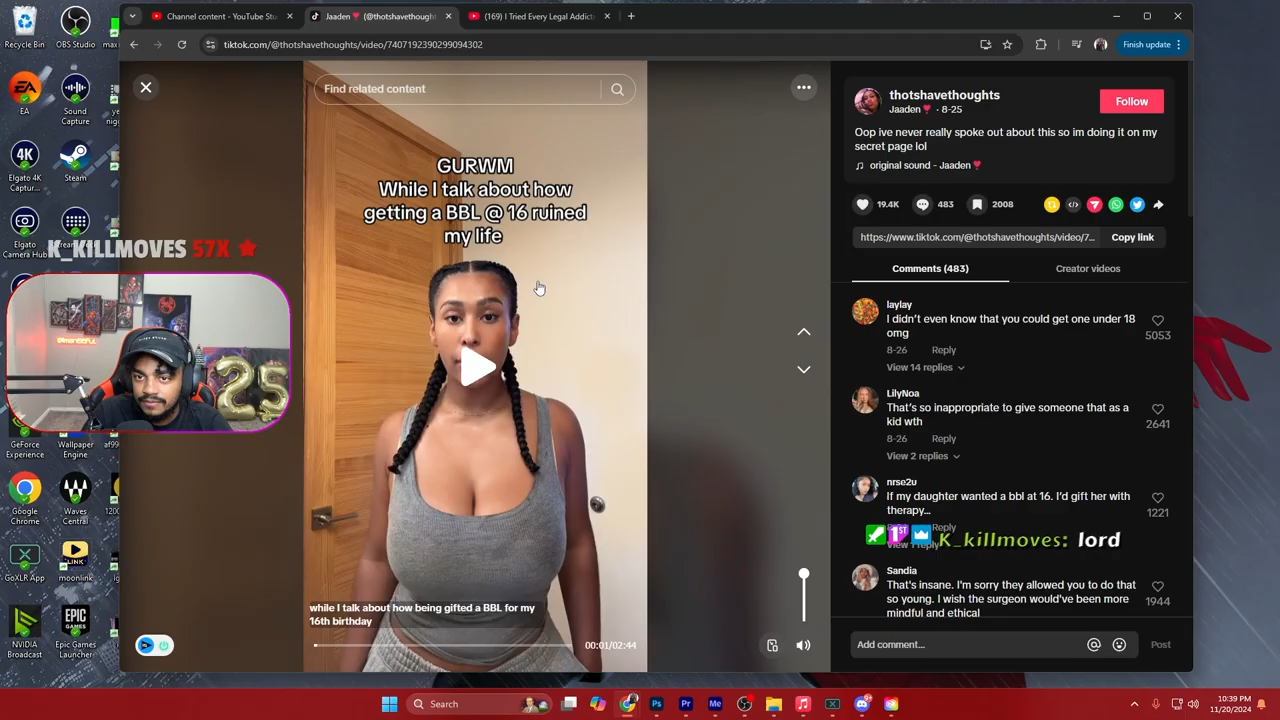 Channel content - YouTube Stu
Jaaden❣️ (@thotshavethought
(169) I Tried Every Legal Addict
tiktok.com/@thotshavethoughts/video/7407192390299094302
Finish update
Recycle Bin
OBS Studio
EA
Sound Capture
Elgato 4K Captur...
Steam
Elgato Camera Hub
GeForce Experience
Wallpaper Engine
Google Chrome
Waves Central
GoXLR App
moonlink
NVIDIA Broadcast
Epic Games Launcher
K_KILLMOVES 57X
25
Find related content
GURWM
While I talk about how
getting a BBL @ 16 ruined
my life
while I talk about how being gifted a BBL for my
16th birthday
00:01/02:44
thotshavethoughts
Jaaden❣️ · 8-25
Follow
Oop ive never really spoke out about this so im doing it on my
secret page lol
♫ original sound - Jaaden❣️
19.4K
483
2008
https://www.tiktok.com/@thotshavethoughts/video/7...
Copy link
Comments (483)
Creator videos
laylay
I didn't even know that you could get one under 18
omg
5053
8-26 Reply
View 14 replies
LilyNoa
That's so inappropriate to give someone that as a
kid wth
2641
8-26 Reply
View 2 replies
nrse2u
If my daughter wanted a bbl at 16. I'd gift her with
therapy...
1221
Reply
K_killmoves: lord
Sandia
That's insane. I'm sorry they allowed you to do that
so young. I wish the surgeon would've been more
mindful and ethical
1944
Add comment...
Post
Search
10:39 PM
11/20/2024